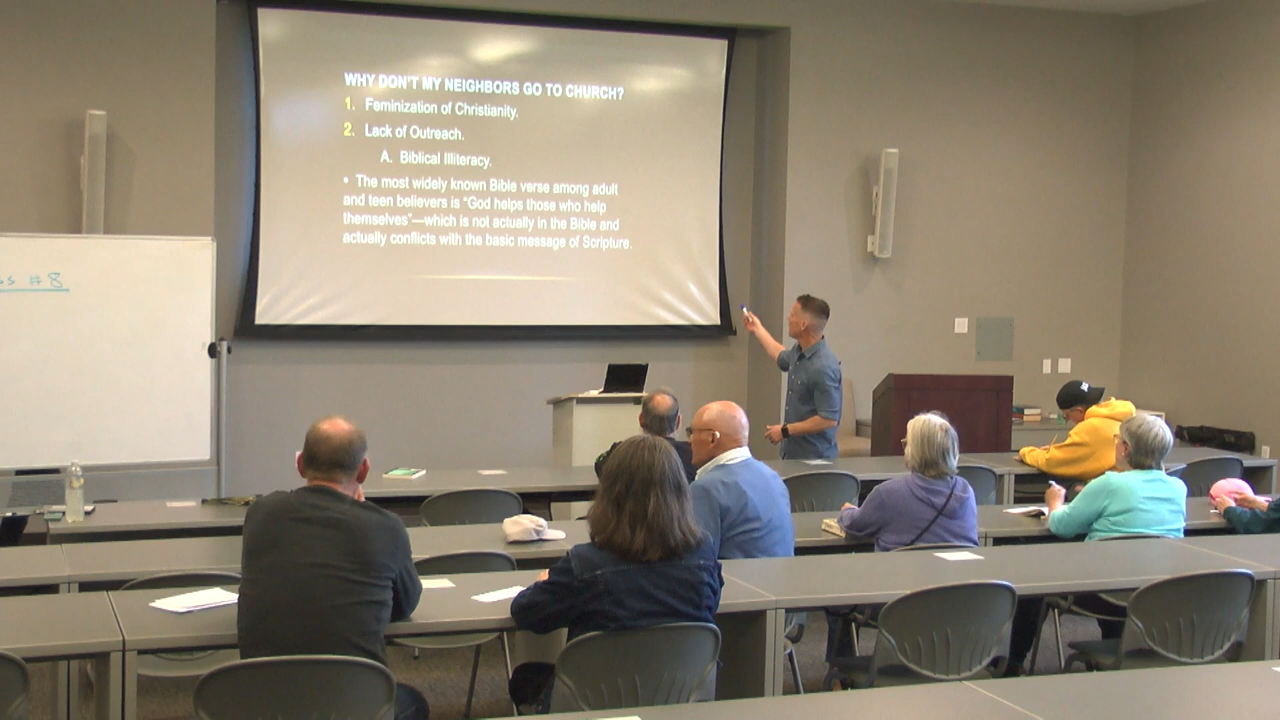 WHY DON'T MY NEIGHBORS GO TO CHURCH?
1. Feminization of Christianity.
2. Lack of Outreach.
A. Biblical Illiteracy.
• The most widely known Bible verse among adult
and teen believers is "God helps those who help
themselves"—which is not actually in the Bible and
actually conflicts with the basic message of Scripture.
#8